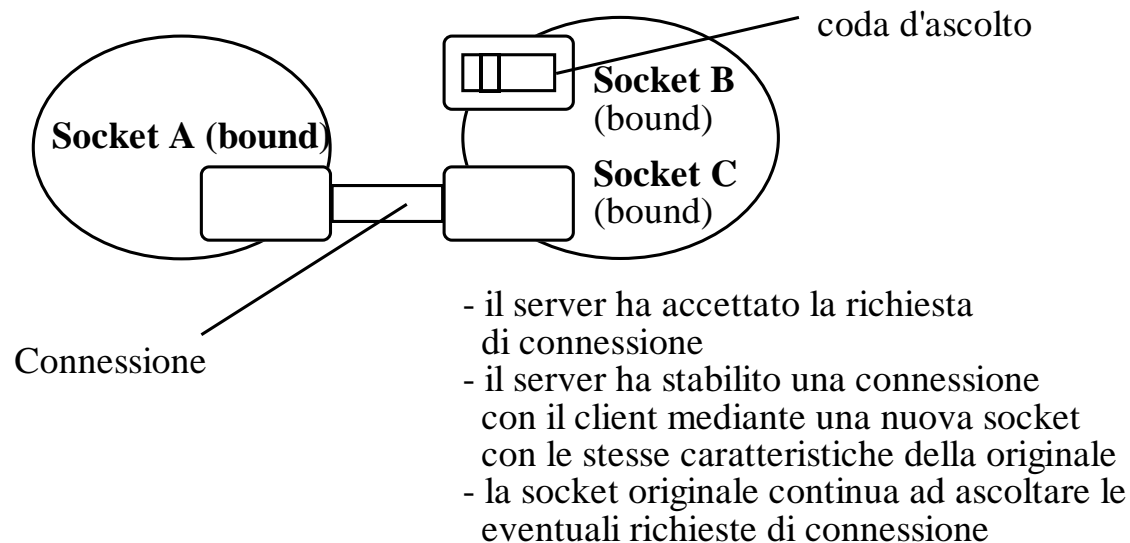 coda d'ascolto
Socket B
(bound)
Socket A (bound)
Socket C
(bound)
Connessione
- il server ha accettato la richiesta
di connessione
- il server ha stabilito una connessione
con il client mediante una nuova socket
con le stesse caratteristiche della originale
- la socket originale continua ad ascoltare le
eventuali richieste di connessione